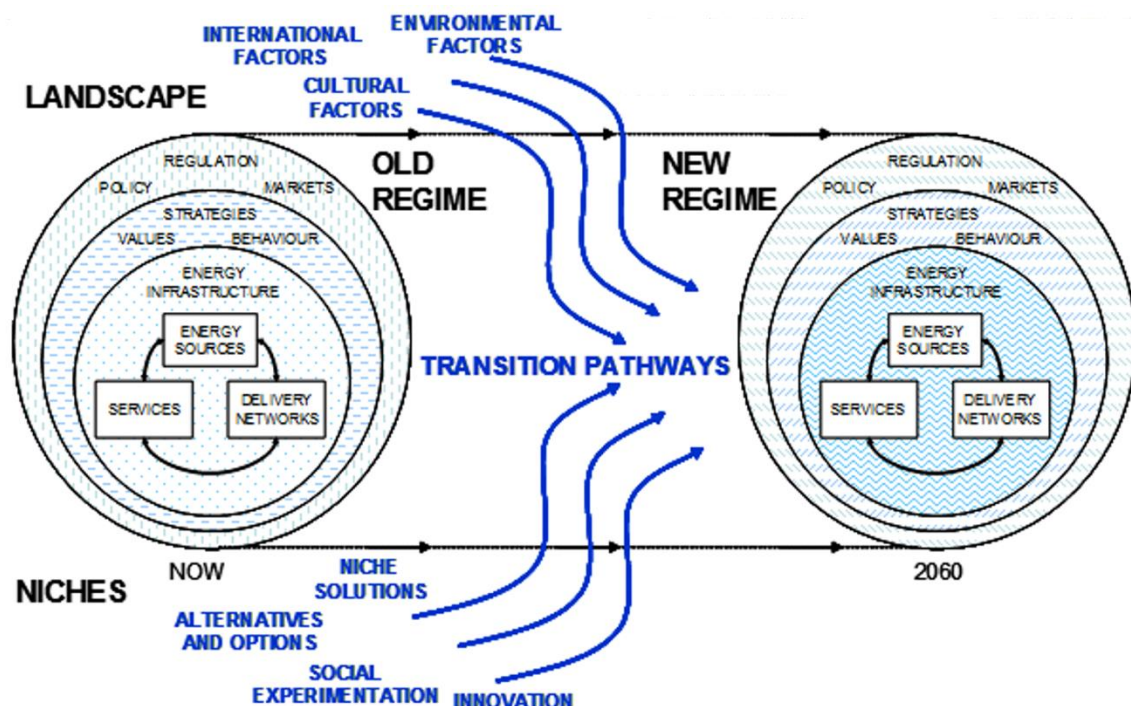 ENVIRONMENTAL
FACTORS
INTERNATIONAL
FACTORS
CULTURAL
FACTORS
LANDSCAPE
OLD
REGIME
NEW
REGIME
REGULATION
POLICY
MARKETS
STRATEGIES
VALUES
BEHAVIOUR
ENERGY
INFRASTRUCTURE
ENERGY
SOURCES
SERVICES
DELIVERY
NETWORKS
TRANSITION PATHWAYS
REGULATION
POLICY
MARKETS
STRATEGIES
VALUES
BEHAVIOUR
ENERGY
INFRASTRUCTURE
ENERGY
SOURCES
SERVICES
DELIVERY
NETWORKS
NOW
2060
NICHES
NICHE
SOLUTIONS
ALTERNATIVES
AND OPTIONS
SOCIAL
EXPERIMENTATION
INNOVATION